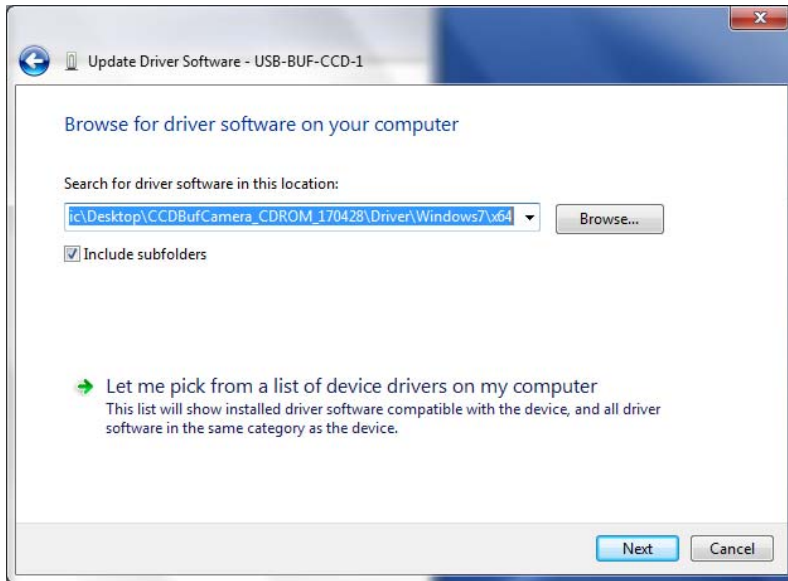 Update Driver Software - USB-BUF-CCD-1
Browse for driver software on your computer
Search for driver software in this location:
ic\Desktop\CCDBufCamera_CDROM_170428\Driver\Windows7\x64
Browse...
Include subfolders
Let me pick from a list of device drivers on my computer
This list will show installed driver software compatible with the device, and all driver
software in the same category as the device.
Next
Cancel